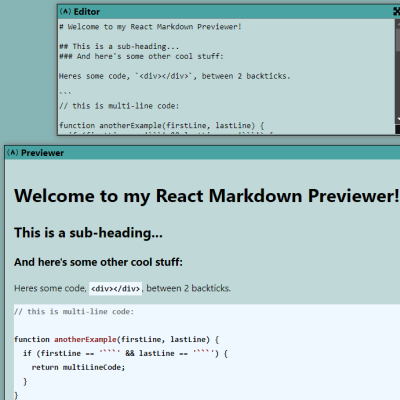 (A) Editor
# Welcome to my React Markdown Previewer!
## This is a sub-heading...
### And here's some other cool stuff:
Heres some code, `<div></div>`, between 2 backticks.
```
// this is multi-line code:
function anotherExample(firstLine, lastLine) {
(A) Previewer
Welcome to my React Markdown Previewer!
This is a sub-heading...
And here's some other cool stuff:
Heres some code, <div></div>, between 2 backticks.
// this is multi-line code:
function anotherExample(firstLine, lastLine) {
if (firstLine == '```' && lastLine == '```') {
return multiLineCode;
}
}